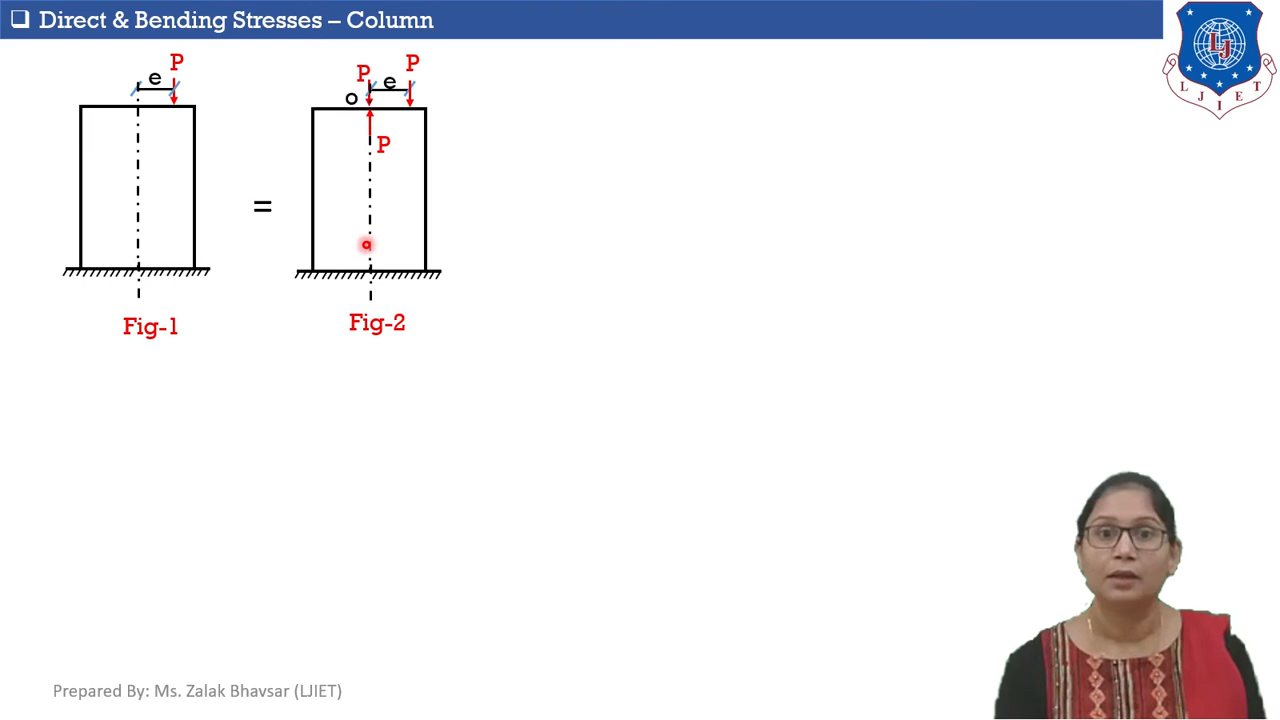 ❑ Direct & Bending Stresses – Column
LJ
L J I E T
P
e
P
P
e
o
P
=
Fig-1
Fig-2
Prepared By: Ms. Zalak Bhavsar (LJIET)